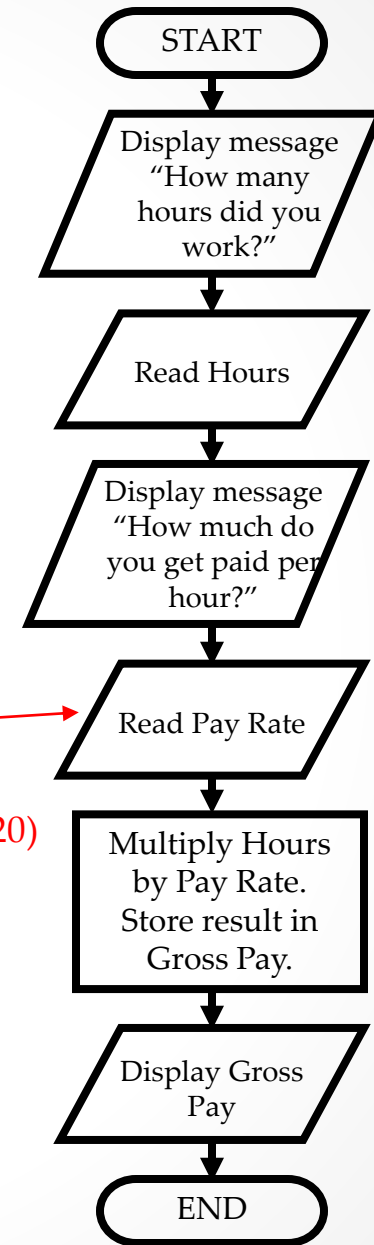 START
Display message
“How many
hours did you
work?”
Read Hours
Display message
“How much do
you get paid per
hour?”
Read Pay Rate
20)
Multiply Hours
by Pay Rate.
Store result in
Gross Pay.
Display Gross
Pay
END